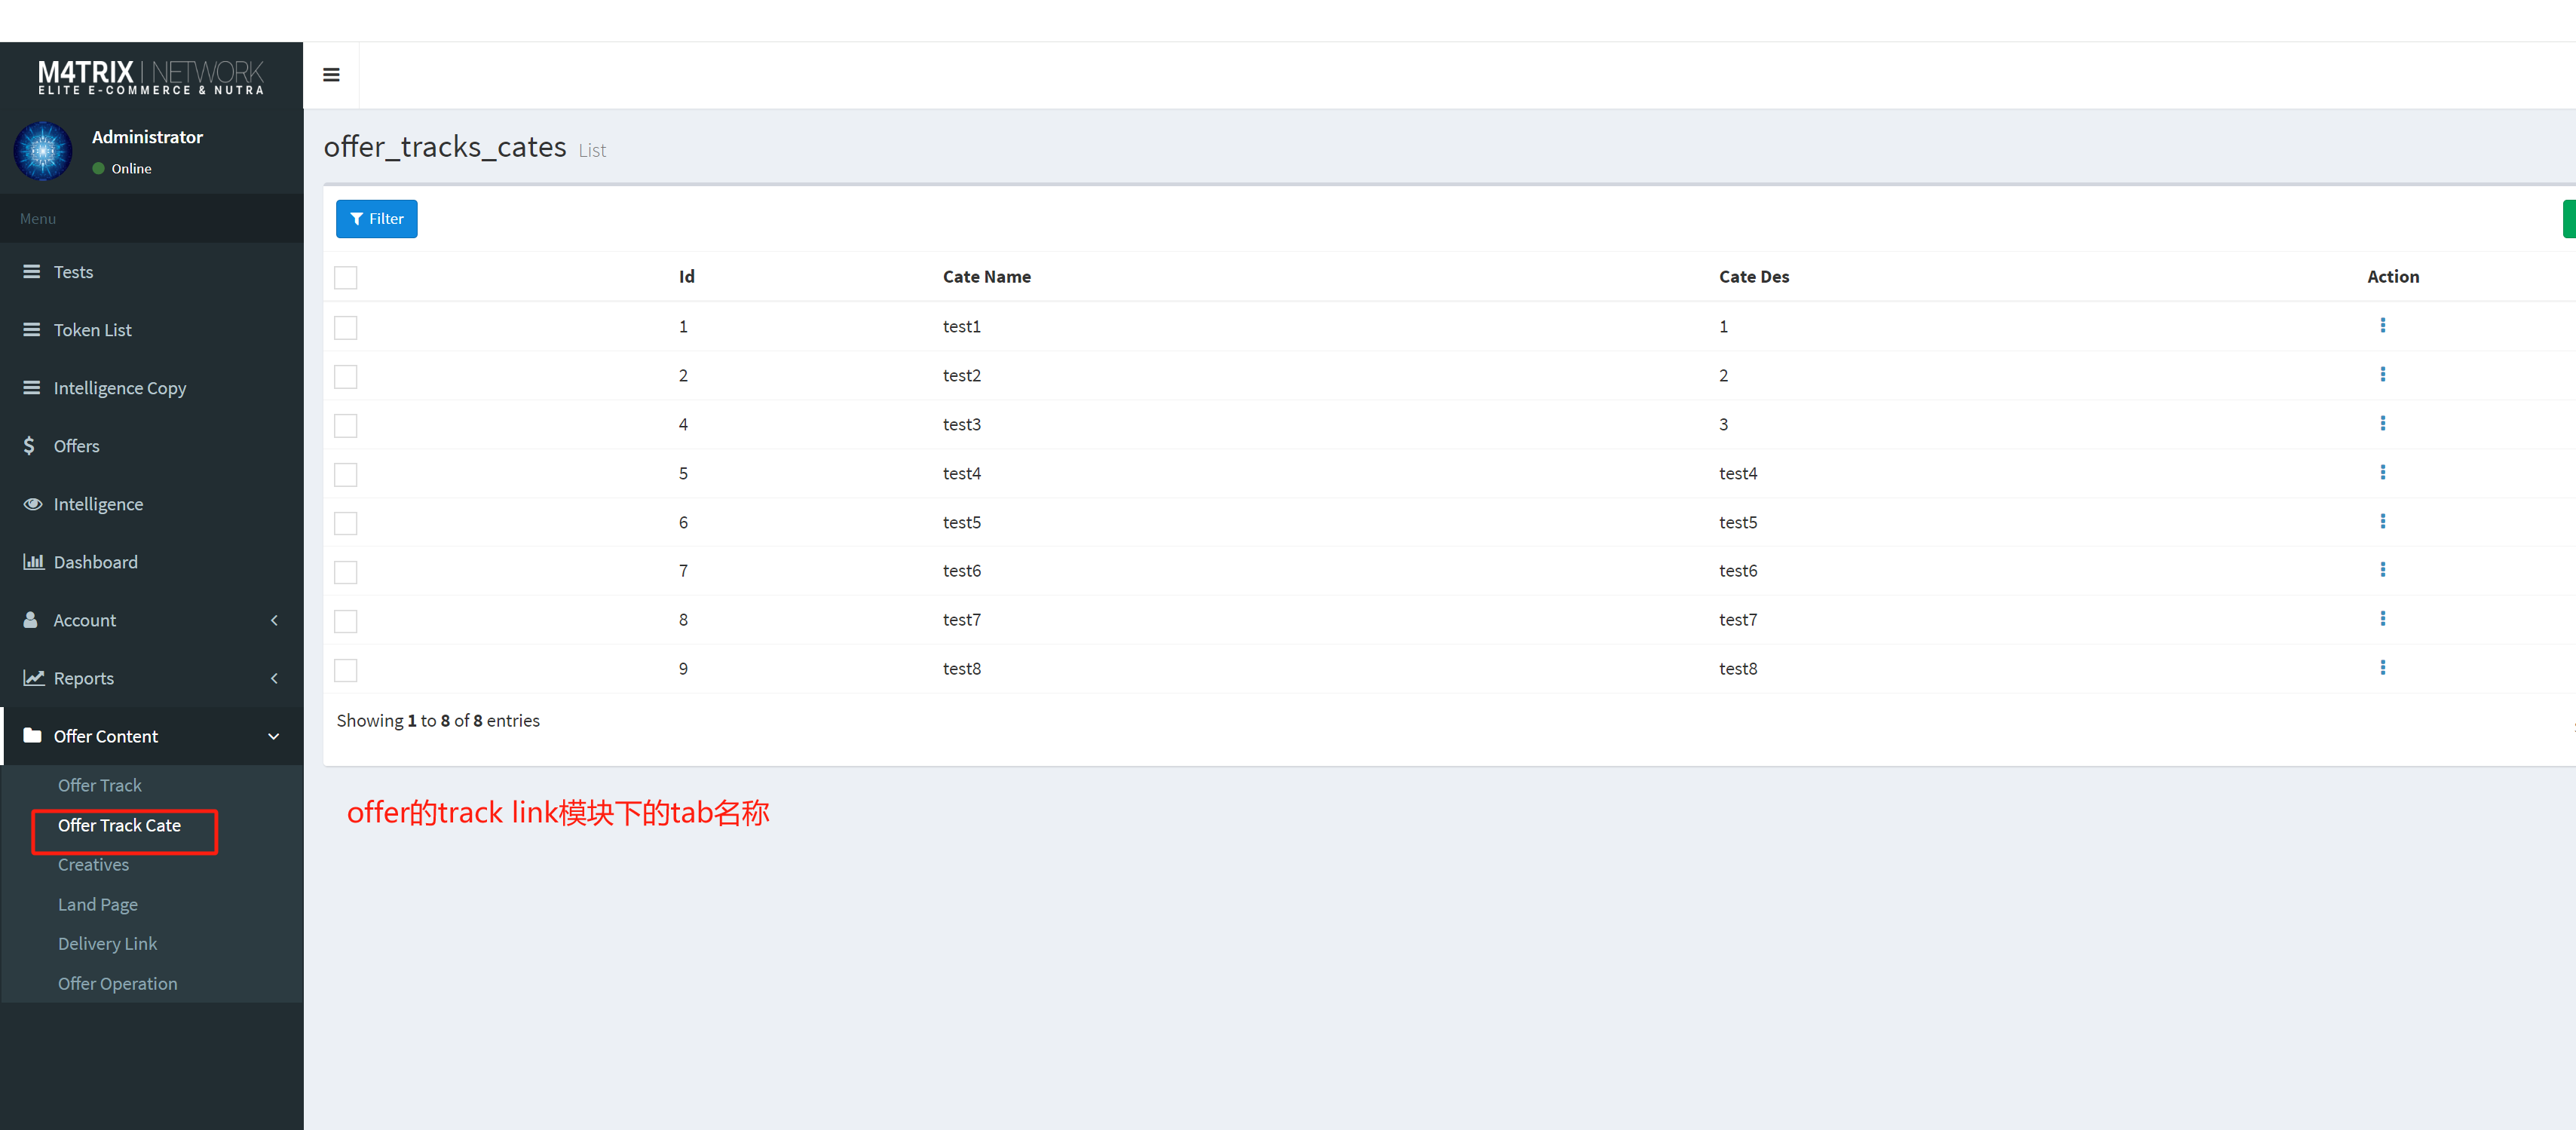 M4TRIX | NETWORK
ELITE E-COMMERCE & NUTRA
Administrator
Online
Menu
Tests
Token List
Intelligence Copy
Offers
Intelligence
Dashboard
Account
Reports
Offer Content
Offer Track
Offer Track Cate
Creatives
Land Page
Delivery Link
Offer Operation
offer_tracks_cates List
Filter
Id Cate Name Cate Des Action
1 test1 1
2 test2 2
4 test3 3
5 test4 test4
6 test5 test5
7 test6 test6
8 test7 test7
9 test8 test8
Showing 1 to 8 of 8 entries
offer的track link模块下的tab名称